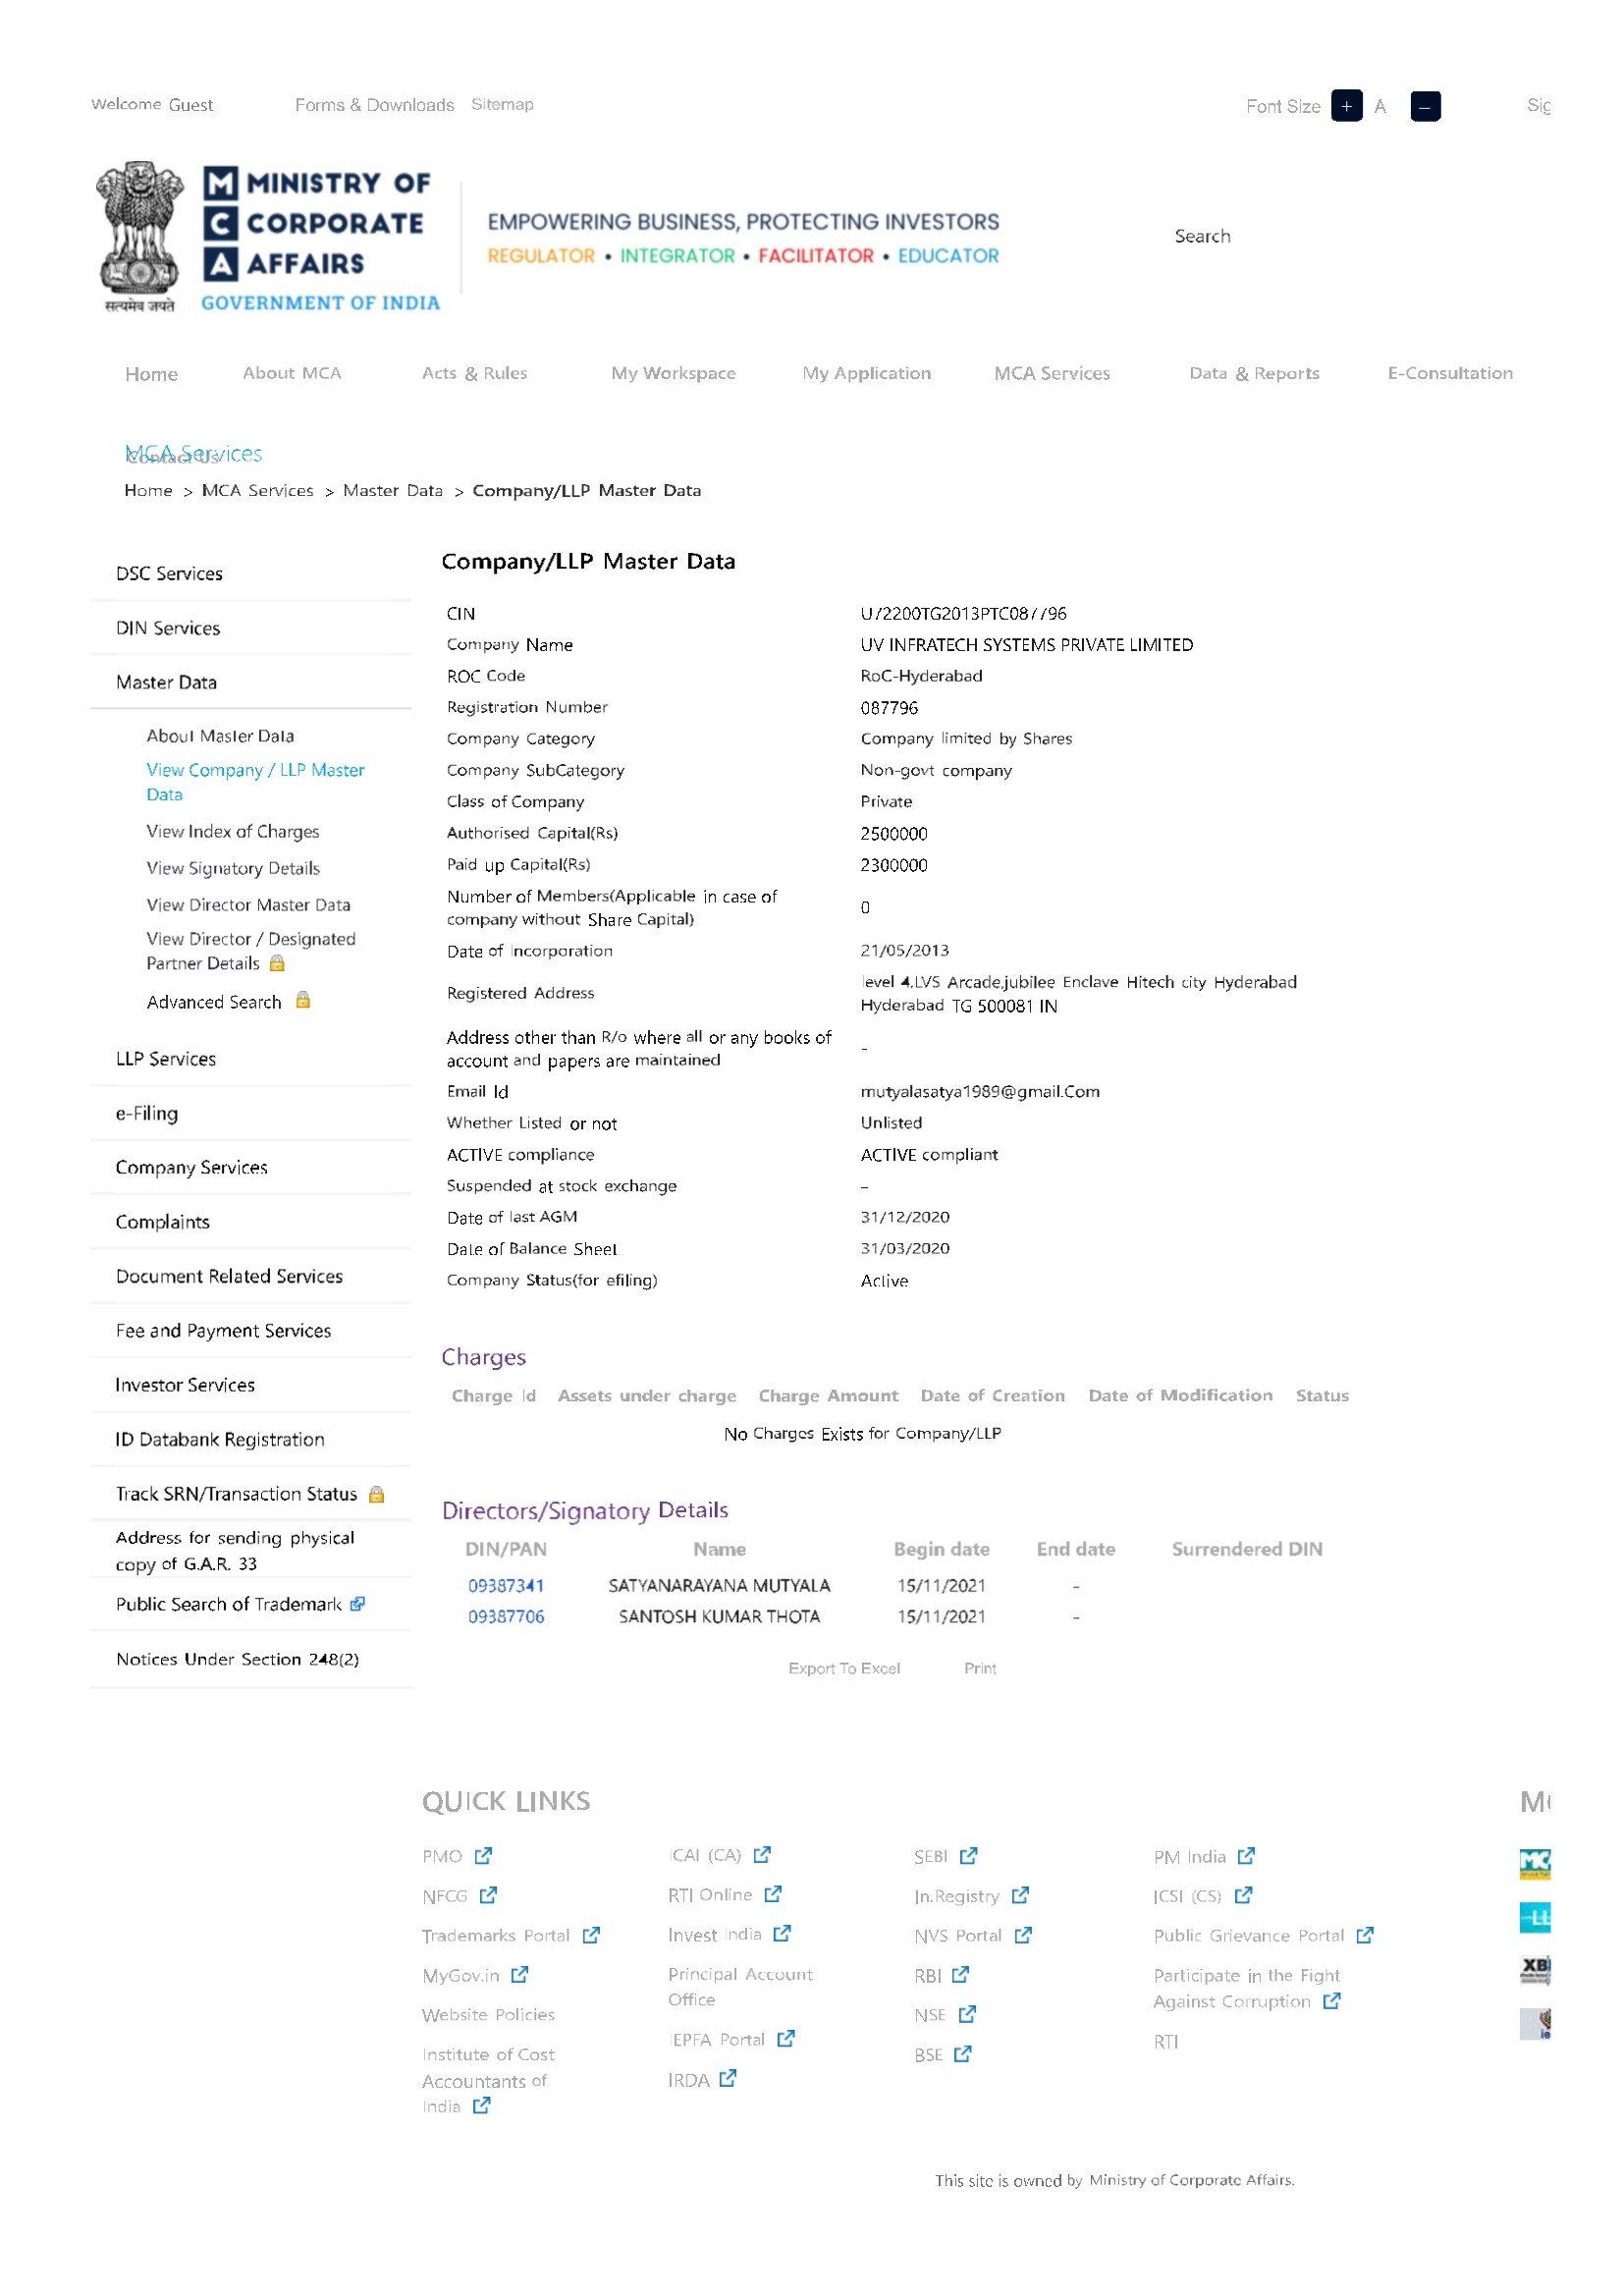 Welcome Guest Forms & Downloads Sitemap Font Size + A – Sig
MINISTRY OF
CORPORATE
AFFAIRS
GOVERNMENT OF INDIA
सत्यमेव जयते
EMPOWERING BUSINESS, PROTECTING INVESTORS
REGULATOR • INTEGRATOR • FACILITATOR • EDUCATOR
Search
Home About MCA Acts & Rules My Workspace My Application MCA Services Data & Reports E-Consultation
Contact Us
MCA Services
Home > MCA Services > Master Data > Company/LLP Master Data
DSC Services
DIN Services
Master Data
About Master Data
View Company / LLP Master
Data
View Index of Charges
View Signatory Details
View Director Master Data
View Director / Designated
Partner Details
Advanced Search
LLP Services
e-Filing
Company Services
Complaints
Document Related Services
Fee and Payment Services
Investor Services
ID Databank Registration
Track SRN/Transaction Status
Address for sending physical
copy of G.A.R. 33
Public Search of Trademark
Notices Under Section 248(2)
Company/LLP Master Data
CIN U72200TG2013PTC087796
Company Name UV INFRATECH SYSTEMS PRIVATE LIMITED
ROC Code RoC-Hyderabad
Registration Number 087796
Company Category Company limited by Shares
Company SubCategory Non-govt company
Class of Company Private
Authorised Capital(Rs) 2500000
Paid up Capital(Rs) 2300000
Number of Members(Applicable in case of
company without Share Capital) 0
Date of Incorporation 21/05/2013
Registered Address level 4,LVS Arcade,jubilee Enclave Hitech city Hyderabad
Hyderabad TG 500081 IN
Address other than R/o where all or any books of
account and papers are maintained -
Email Id mutyalasatya1989@gmail.Com
Whether Listed or not Unlisted
ACTIVE compliance ACTIVE compliant
Suspended at stock exchange -
Date of last AGM 31/12/2020
Date of Balance Sheet 31/03/2020
Company Status(for efiling) Active
Charges
Charge Id Assets under charge Charge Amount Date of Creation Date of Modification Status
No Charges Exists for Company/LLP
Directors/Signatory Details
DIN/PAN Name Begin date End date Surrendered DIN
09387341 SATYANARAYANA MUTYALA 15/11/2021 -
09387706 SANTOSH KUMAR THOTA 15/11/2021 -
Export To Excel Print
QUICK LINKS
PMO
NFCG
Trademarks Portal
MyGov.in
Website Policies
Institute of Cost
Accountants of
India
ICAI (CA)
RTI Online
Invest India
Principal Account
Office
IEPFA Portal
IRDA
SEBI
In.Registry
NVS Portal
RBI
NSE
BSE
PM India
ICSI (CS)
Public Grievance Portal
Participate in the Fight
Against Corruption
RTI
MC
LL
XB
This site is owned by Ministry of Corporate Affairs.